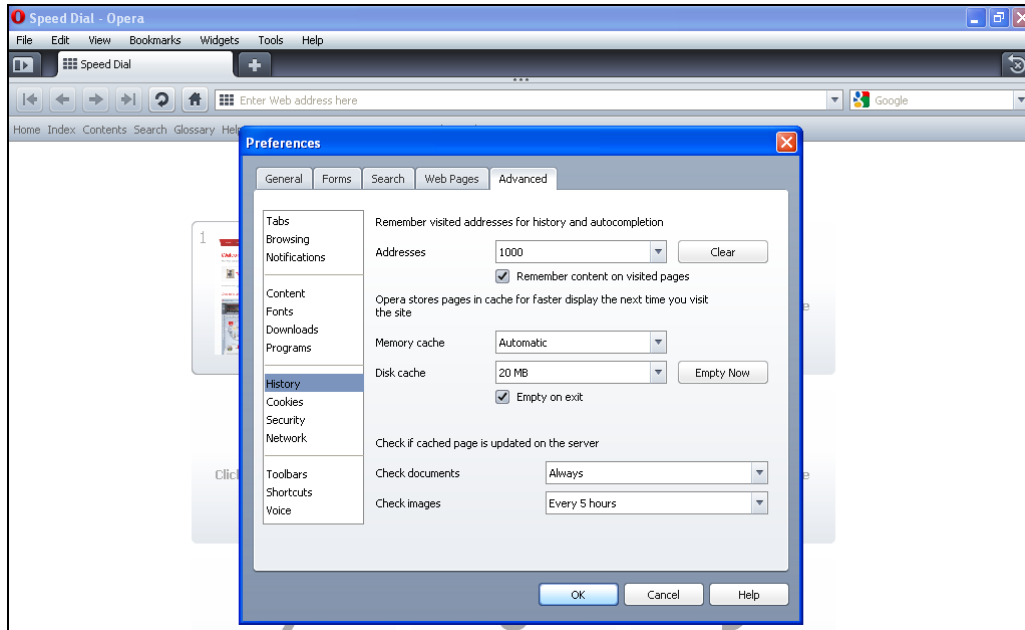 Speed Dial - Opera
File Edit View Bookmarks Widgets Tools Help
Speed Dial
Enter Web address here
Google
Home Index Contents Search Glossary Hel
Preferences
General Forms Search Web Pages Advanced
Tabs
Browsing
Notifications
Content
Fonts
Downloads
Programs
History
Cookies
Security
Network
Toolbars
Shortcuts
Voice
Remember visited addresses for history and autocompletion
Addresses 1000 Clear
Remember content on visited pages
Opera stores pages in cache for faster display the next time you visit
the site
Memory cache Automatic
Disk cache 20 MB Empty Now
Empty on exit
Check if cached page is updated on the server
Check documents Always
Check images Every 5 hours
OK Cancel Help
1
e
Clic
e